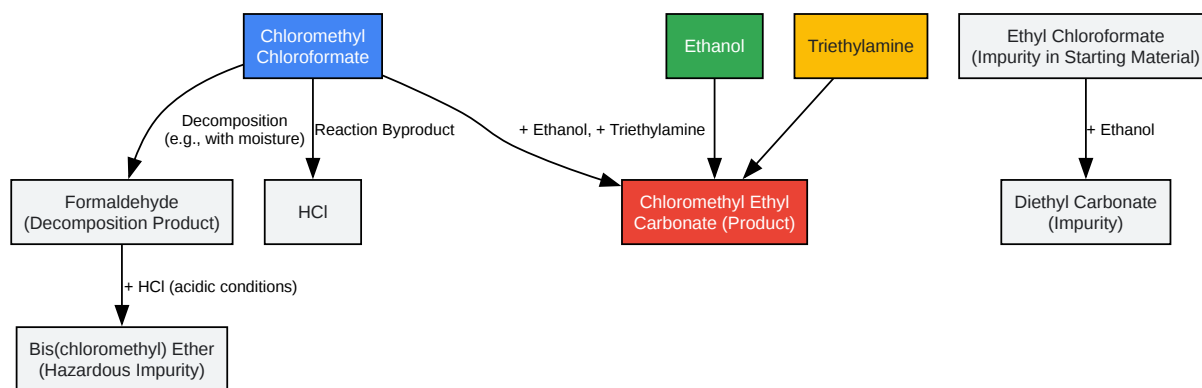 Chloromethyl
Chloroformate
Ethanol
Triethylamine
Ethyl Chloroformate
(Impurity in Starting Material)
Decomposition
(e.g., with moisture)
Reaction Byproduct
+ Ethanol, + Triethylamine
+ Ethanol
Formaldehyde
(Decomposition Product)
HCl
Chloromethyl Ethyl
Carbonate (Product)
Diethyl Carbonate
(Impurity)
+ HCl (acidic conditions)
Bis(chloromethyl) Ether
(Hazardous Impurity)